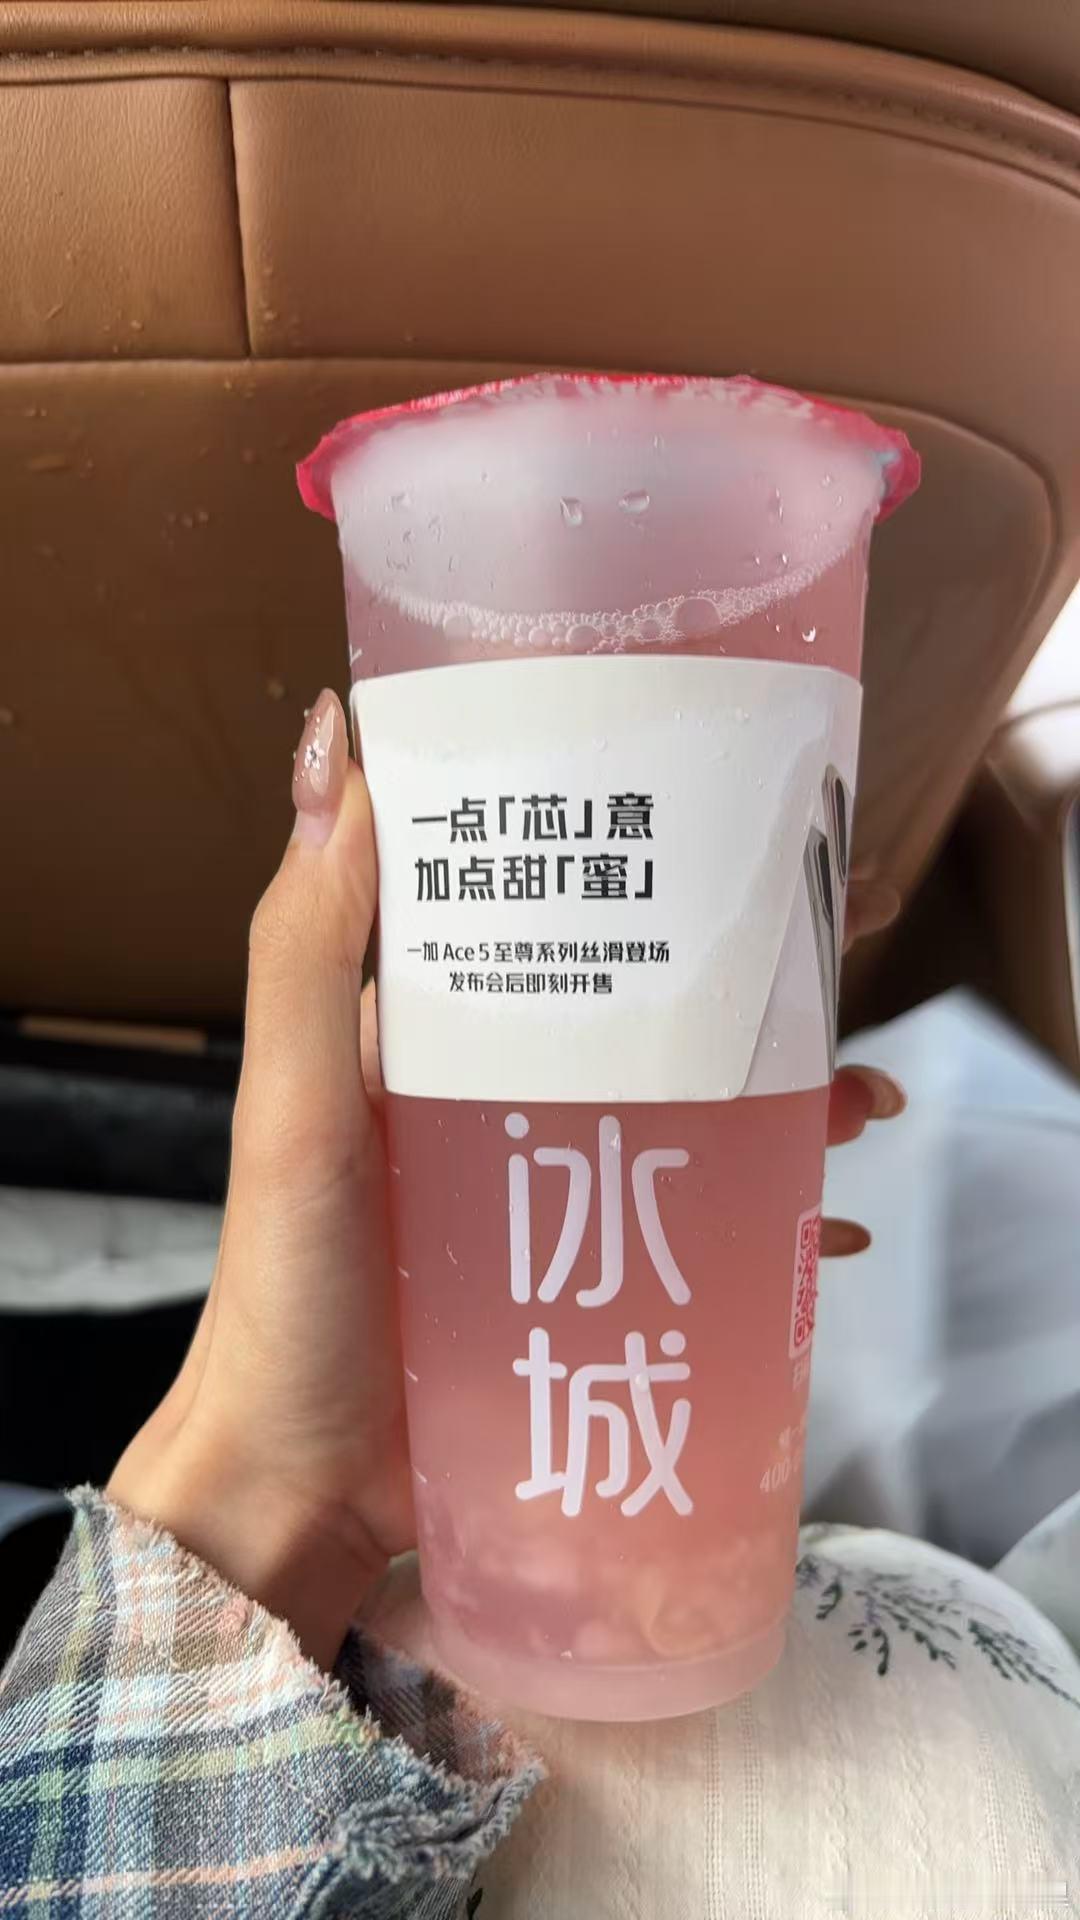 一点「芯」意
加点甜「蜜」
一加 Ace 5 至尊系列丝滑登场
发布会后即刻开售
冰
城
400